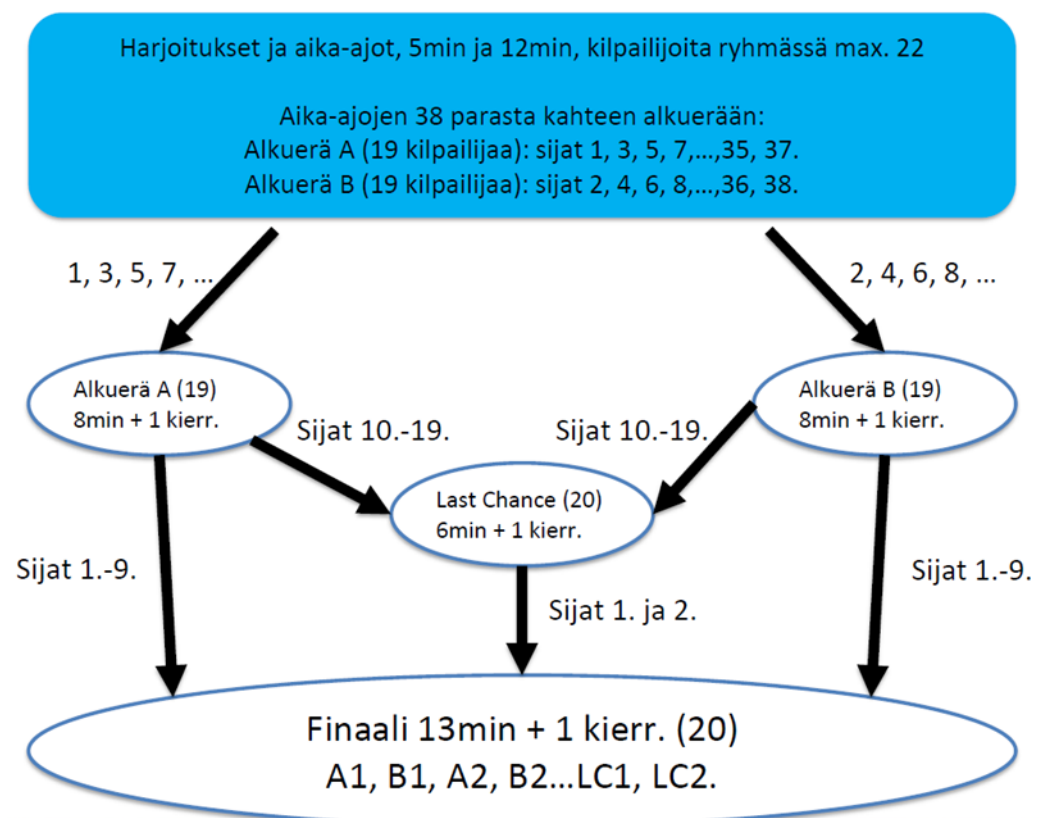 Harjoitukset ja aika-ajot, 5min ja 12min, kilpailijoita ryhmässä max. 22
Aika-ajojen 38 parasta kahteen alkuerään:
Alkuerä A (19 kilpailijaa): sijat 1, 3, 5, 7,...,35, 37.
Alkuerä B (19 kilpailijaa): sijat 2, 4, 6, 8,...,36, 38.
1, 3, 5, 7, ...
2, 4, 6, 8, ...
Alkuerä A (19)
8min + 1 kierr.
Alkuerä B (19)
8min + 1 kierr.
Sijat 10.-19.
Sijat 10.-19.
Last Chance (20)
6min + 1 kierr.
Sijat 1.-9.
Sijat 1.-9.
Sijat 1. ja 2.
Finaali 13min + 1 kierr. (20)
A1, B1, A2, B2...LC1, LC2.